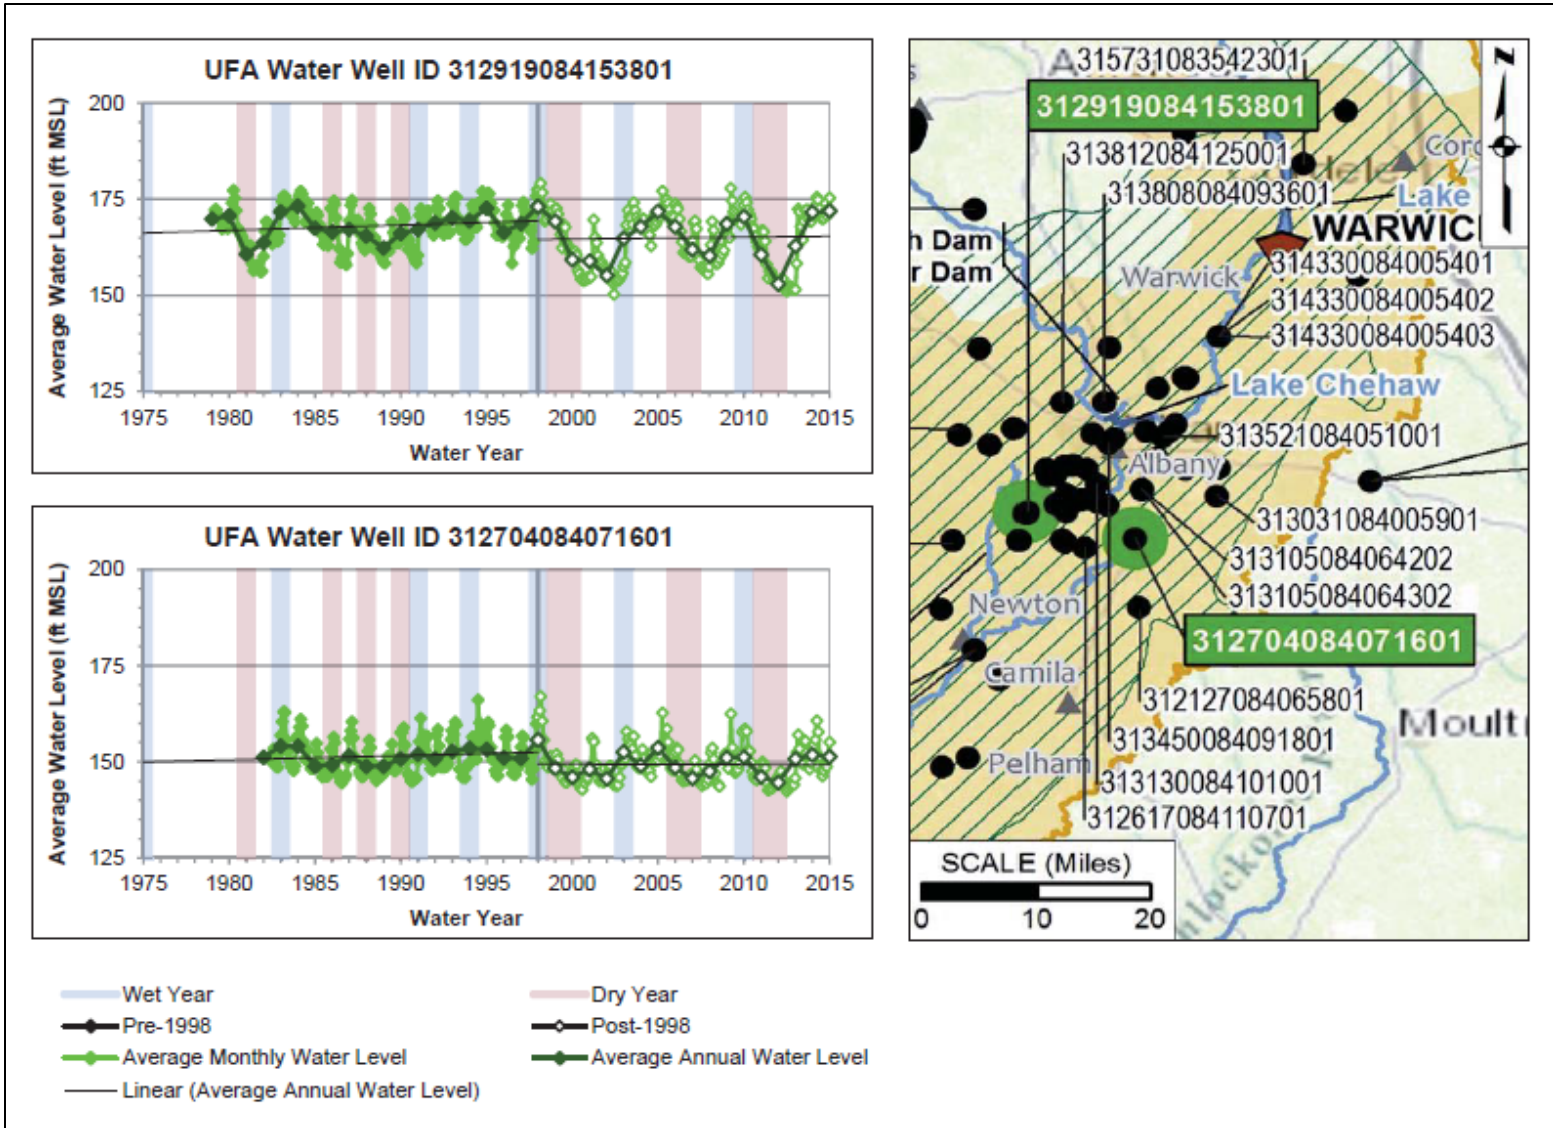 UFA Water Well ID 312919084153801
Average Water Level (ft MSL)
200
175
150
125
1975 1980 1985 1990 1995 2000 2005 2010 2015
Water Year
UFA Water Well ID 312704084071601
Average Water Level (ft MSL)
200
175
150
125
1975 1980 1985 1990 1995 2000 2005 2010 2015
Water Year
Wet Year
Dry Year
Pre-1998
Post-1998
Average Monthly Water Level
Average Annual Water Level
Linear (Average Annual Water Level)
315731083542301
312919084153801
313812084125001
313808084093601
Cord
dele
Lake
WARWICK
h Dam
r Dam
Warwick
314330084005401
314330084005402
314330084005403
Lake Chehaw
313521084051001
Albany
313031084005901
313105084064202
313105084064302
Newton
312704084071601
Camila
312127084065801
Moultr
313450084091801
Pelham
313130084101001
312617084110701
SCALE (Miles)
0 10 20
N